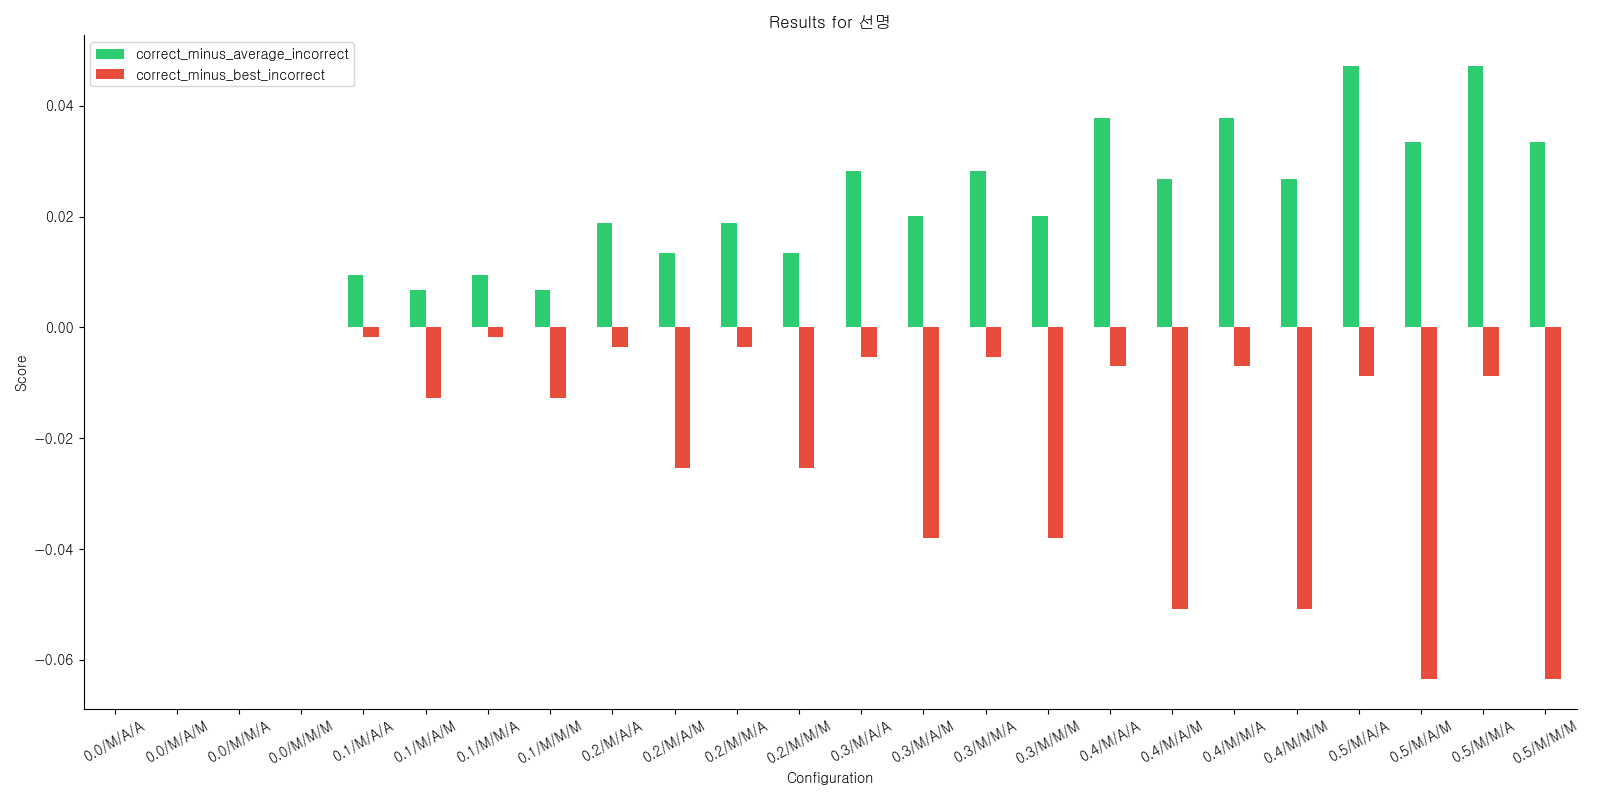 Results for 선명
correct_minus_average_incorrect
correct_minus_best_incorrect
0.04
0.02
0.00
−0.02
−0.04
−0.06
Score
0.0/M/A/A
0.0/M/A/M
0.0/M/M/A
0.0/M/M/M
0.1/M/A/A
0.1/M/A/M
0.1/M/M/A
0.1/M/M/M
0.2/M/A/A
0.2/M/A/M
0.2/M/M/A
0.2/M/M/M
0.3/M/A/A
0.3/M/A/M
0.3/M/M/A
0.3/M/M/M
0.4/M/A/A
0.4/M/A/M
0.4/M/M/A
0.4/M/M/M
0.5/M/A/A
0.5/M/A/M
0.5/M/M/A
0.5/M/M/M
Configuration